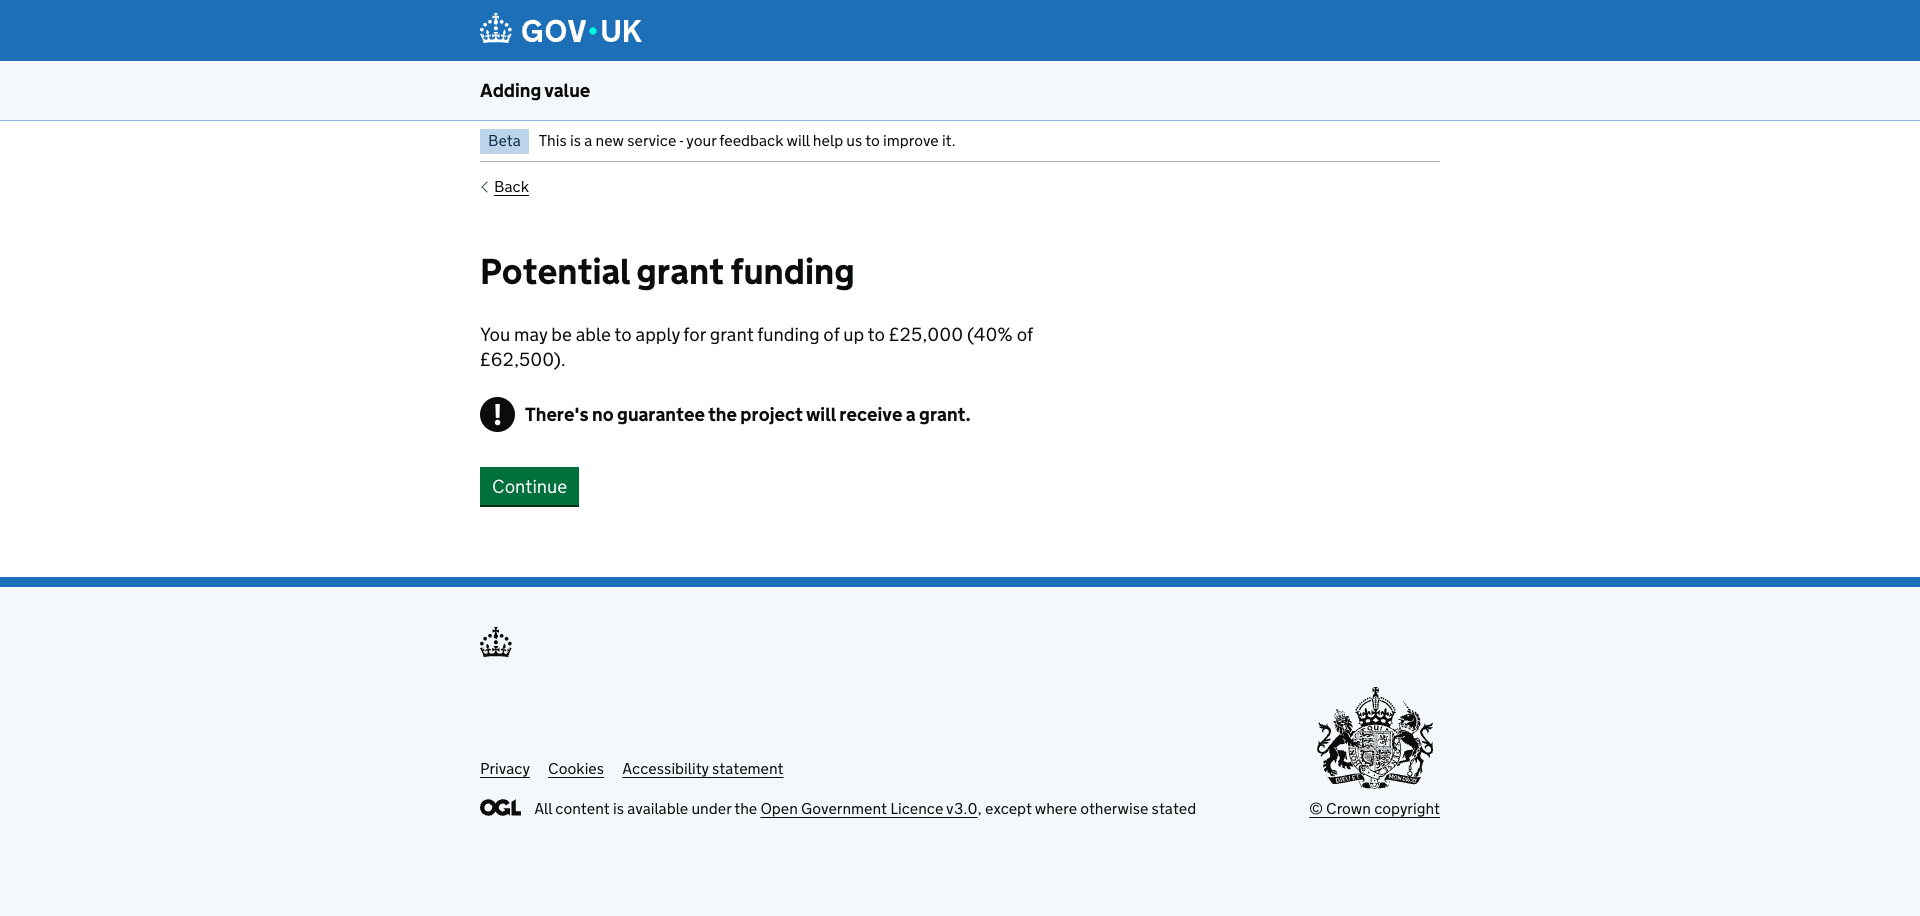 GOV•UK
Adding value
Beta This is a new service - your feedback will help us to improve it.
Back
Potential grant funding
You may be able to apply for grant funding of up to £25,000 (40% of
£62,500).
! There's no guarantee the project will receive a grant.
Continue
Privacy Cookies Accessibility statement
OGL All content is available under the Open Government Licence v3.0, except where otherwise stated
© Crown copyright